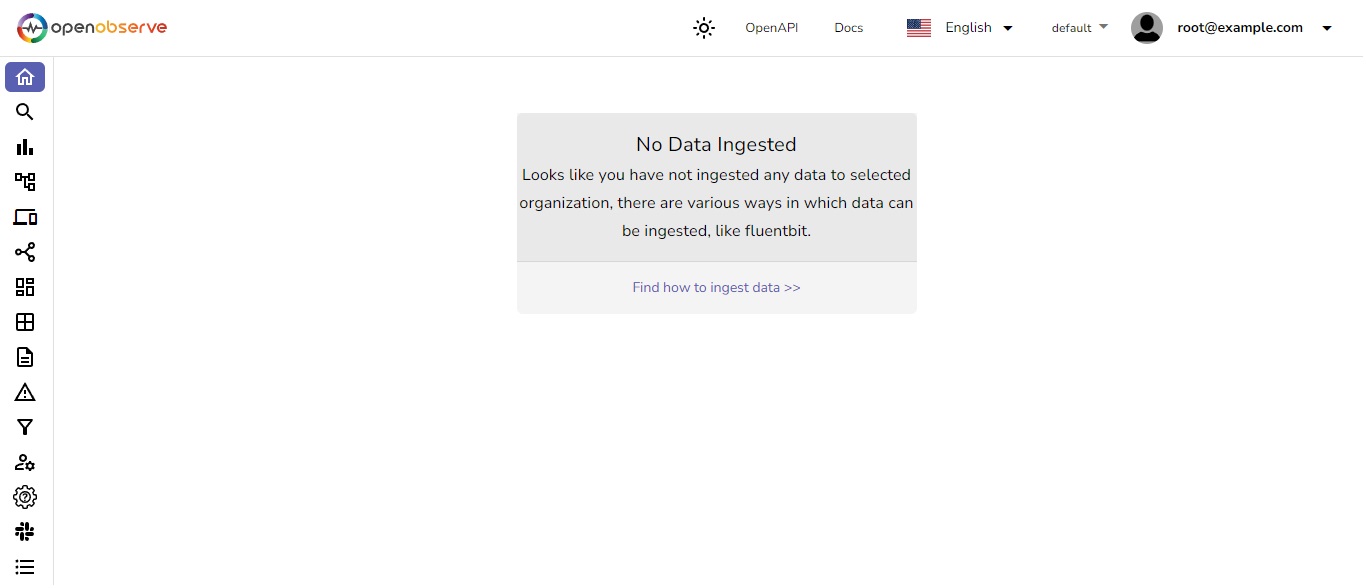 openobserve
OpenAPI
Docs
English
default
root@example.com
No Data Ingested
Looks like you have not ingested any data to selected
organization, there are various ways in which data can
be ingested, like fluentbit.
Find how to ingest data >>